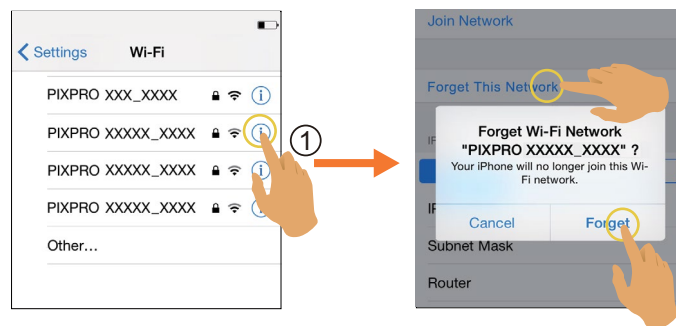 Settings Wi-Fi
PIXPRO XXX_XXXX
PIXPRO XXXXX_XXXX
PIXPRO XXXXX_XXXX
PIXPRO XXXXX_XXXX
Other...
①
Join Network
Forget This Network
Forget Wi-Fi Network
"PIXPRO XXXXX_XXXX" ?
Your iPhone will no longer join this Wi-
Fi network.
Cancel Forget
Subnet Mask
Router